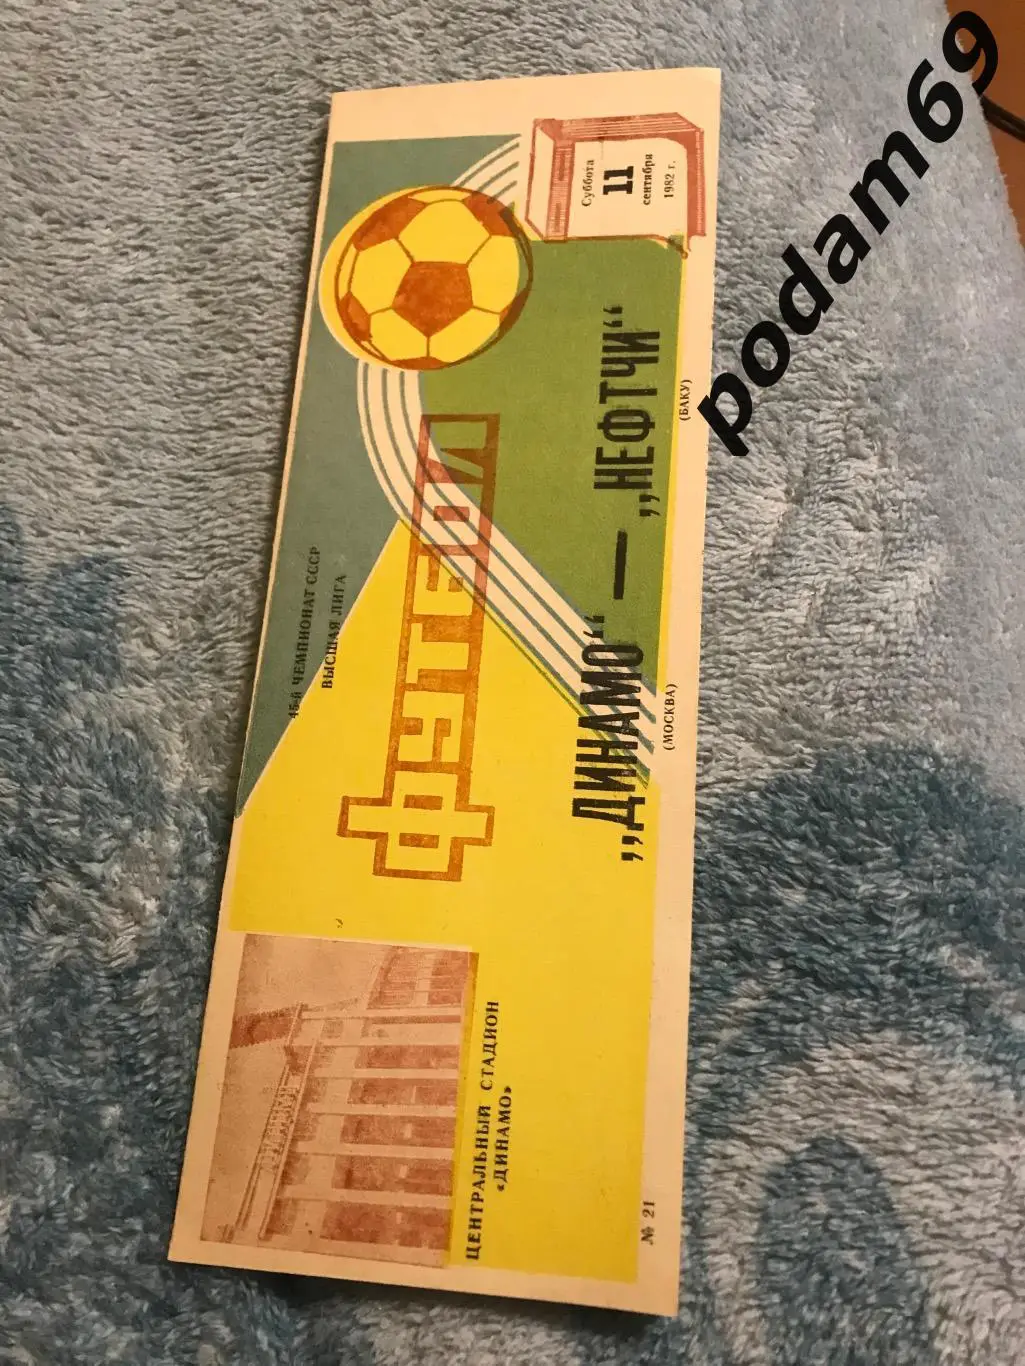 ЦЕНТРАЛЬНЫЙ СТАДИОН
«ДИНАМО»
45-й ЧЕМПИОНАТ СССР
ВЫСШАЯ ЛИГА
ФУТБОЛ
Суббота
11
сентября
1982 г.
„ДИНАМО“ — „НЕФТЧИ“
(МОСКВА) (БАКУ)
№ 21
podam69